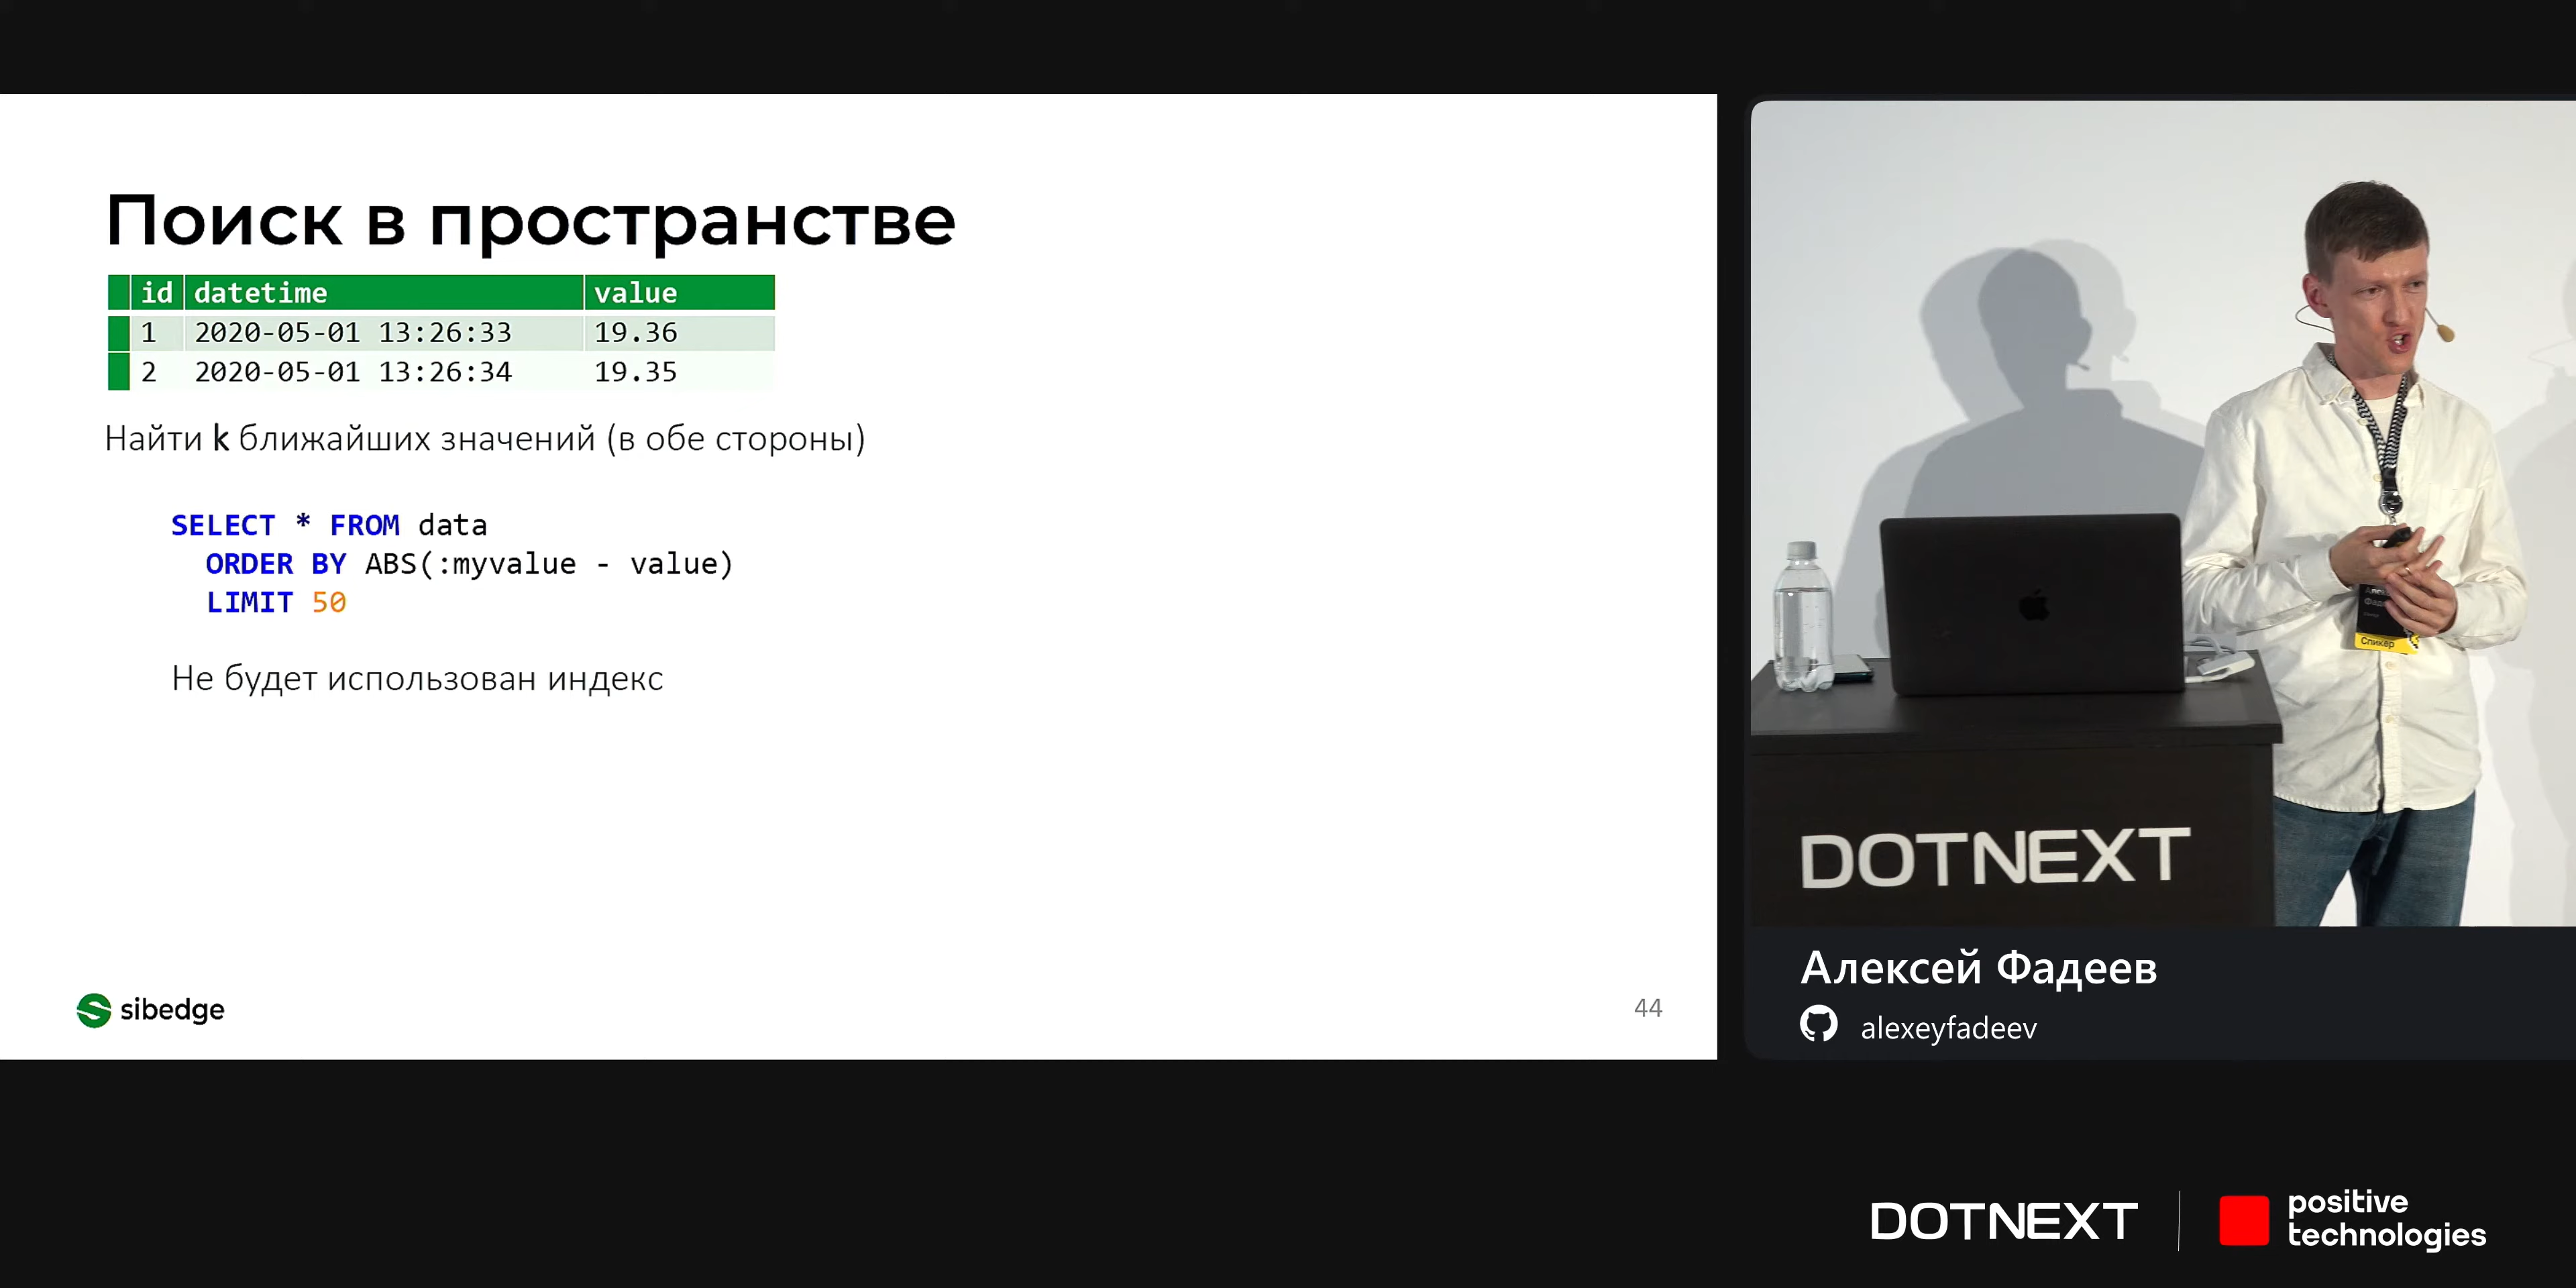 Поиск в пространстве
id datetime value
1 2020-05-01 13:26:33 19.36
2 2020-05-01 13:26:34 19.35
Найти k ближайших значений (в обе стороны)
SELECT * FROM data
ORDER BY ABS(:myvalue - value)
LIMIT 50
Не будет использован индекс
sibedge
44
Спикер
DOTNEXT
Алексей Фадеев
alexeyfadeev
DOTNEXT
positive
technologies